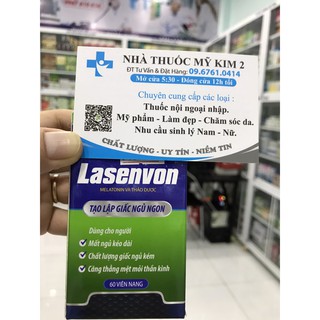 NHÀ THUỐC MỸ KIM 2
ĐT Tư Vấn & Đặt Hàng: 09.6761.0414
Mở cửa 5:30 - Đóng cửa 12h tối
Chuyên cung cấp các loại :
Thuốc nội ngoại nhập.
Mỹ phẩm - Làm đẹp - Chăm sóc da.
Nhu cầu sinh lý Nam - Nữ.
CHẤT LƯỢNG - UY TÍN - NIỀM TIN
Lasenvon
MELATONIN VÀ THẢO DƯỢC
TẠO LẬP GIẤC NGỦ NGON
Dùng cho người
Mất ngủ kéo dài
Chất lượng giấc ngủ kém
Căng thẳng mệt mỏi thần kinh
60 VIÊN NANG